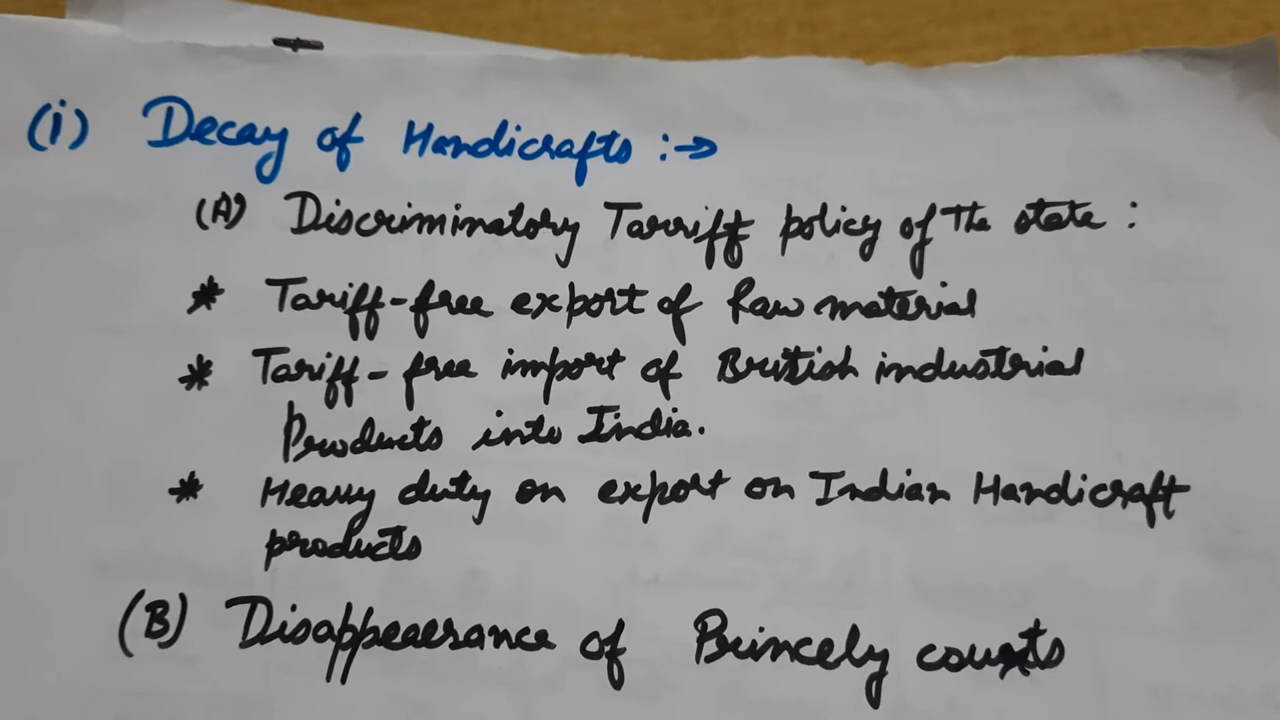 (i) Decay of Handicrafts :→
(A) Discriminatory Tarriff policy of The state :
* Tariff-free export of Raw material
* Tariff-free import of British industrial
Products into India.
* Heavy duty on export on Indian Handicraft
products
(B) Disappearance of Princely courts